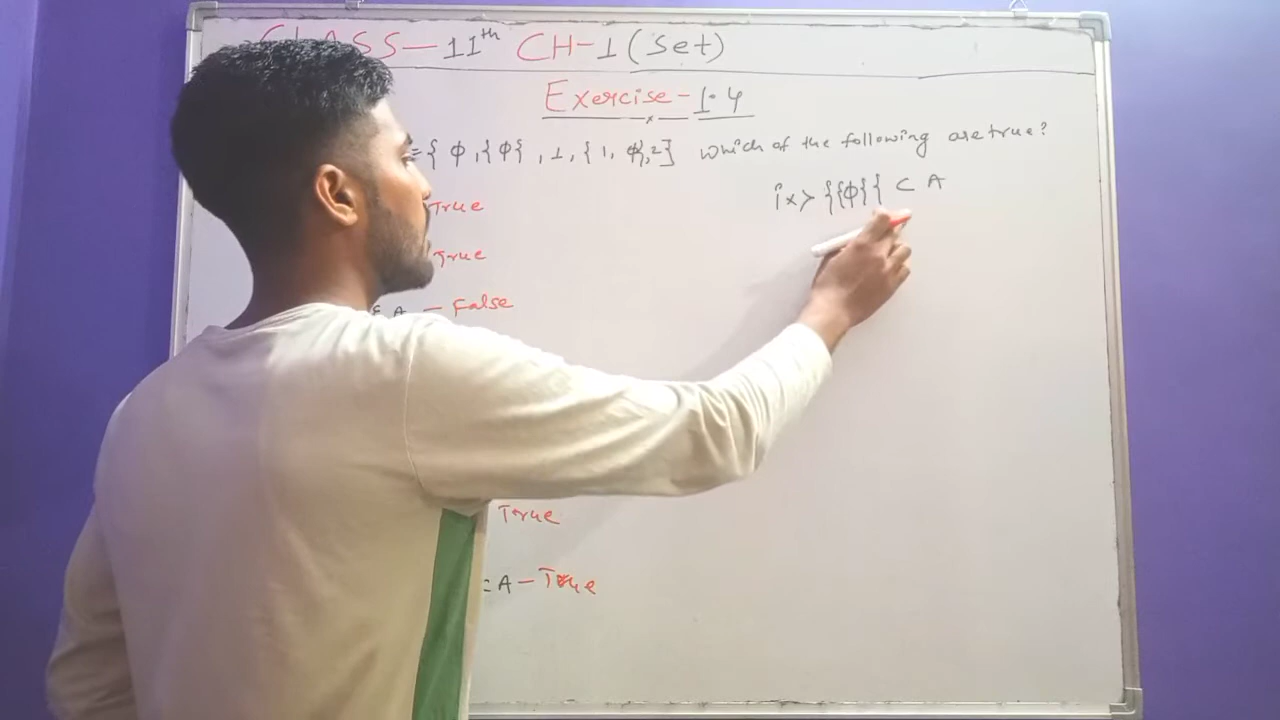 CLASS-11th CH-1(Set)
Exercise-1.4
={ φ,{φ{ ,1,{1,φ},2} which of the following are true?
ix> {{φ}{ ⊂ A
True
True
A - False
True
⊂ A - True